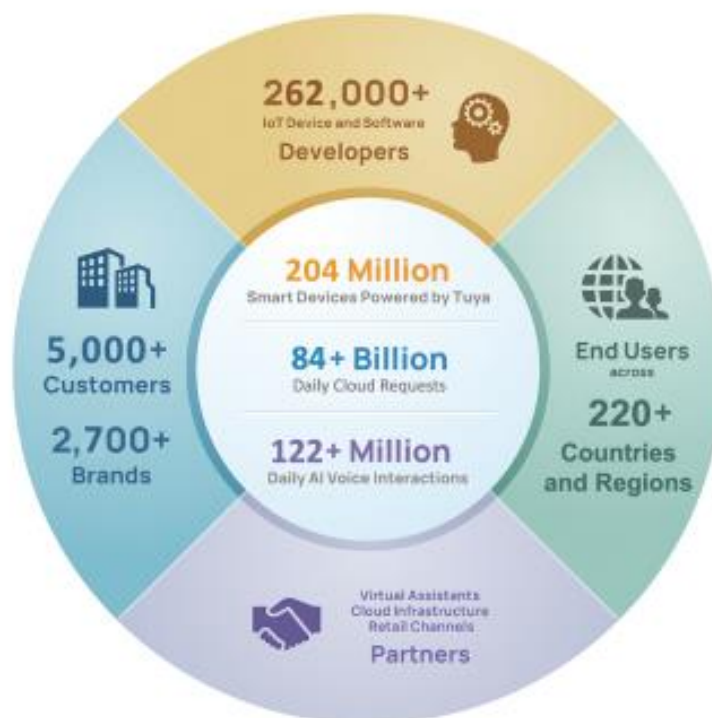 262,000+
IoT Device and Software
Developers
204 Million
Smart Devices Powered by Tuya
84+ Billion
Daily Cloud Requests
122+ Million
Daily AI Voice Interactions
5,000+
Customers
2,700+
Brands
End Users
across
220+
Countries
and Regions
Virtual Assistants
Cloud Infrastructure
Retail Channels
Partners